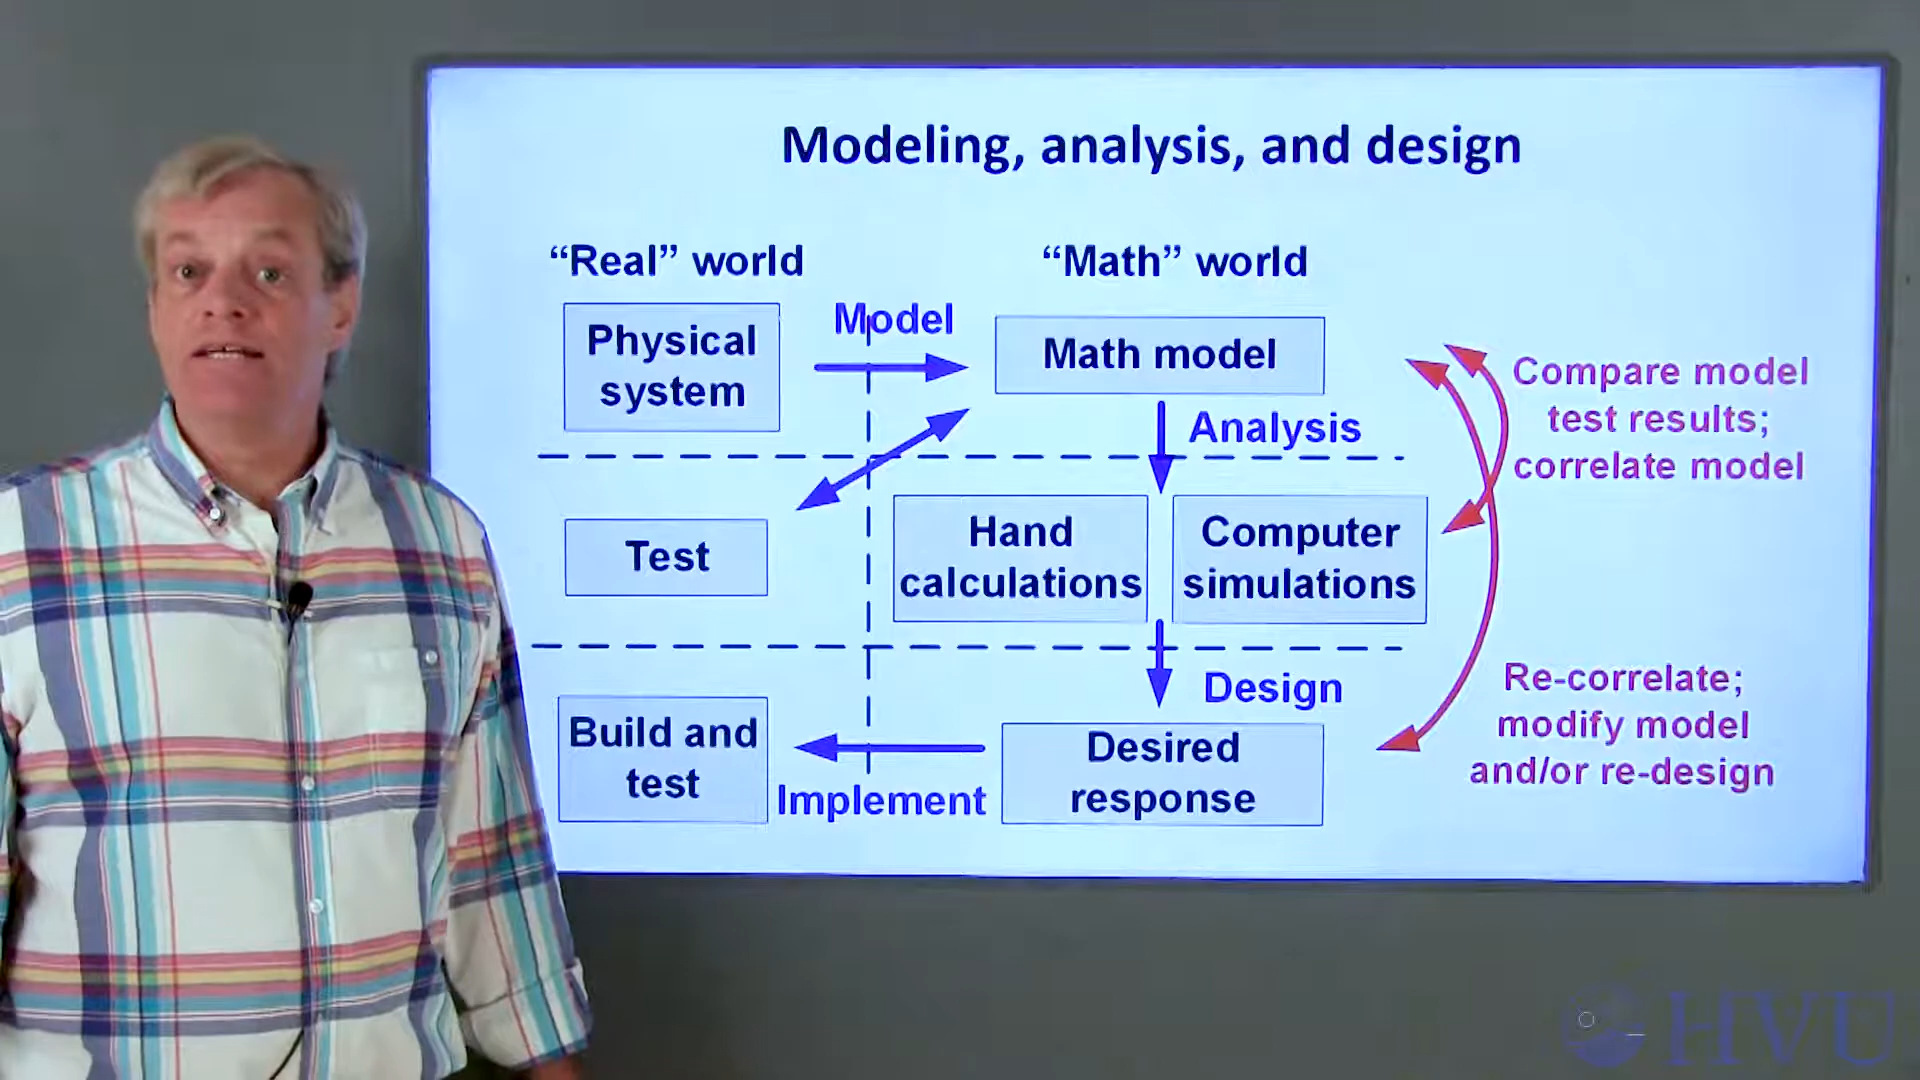 Modeling, analysis, and design
“Real” world
“Math” world
Physical
system
Model
Math model
Analysis
Compare model
test results;
correlate model
Test
Hand
calculations
Computer
simulations
Design
Build and
test
Implement
Desired
response
Re-correlate;
modify model
and/or re-design
HVU